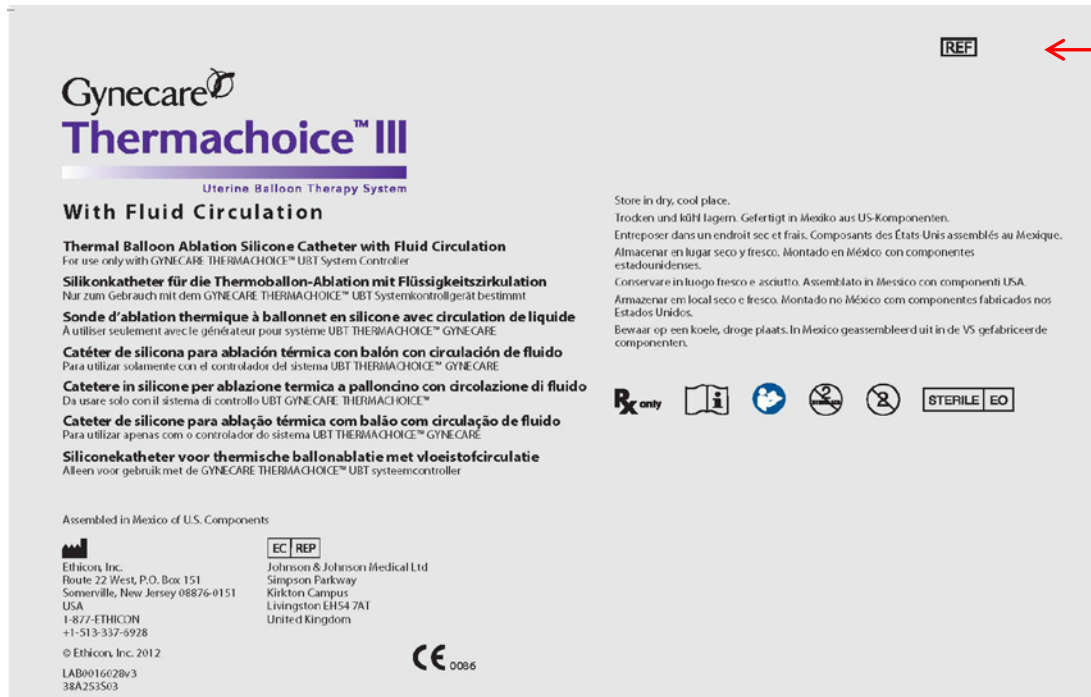 REF
Gynecare
Thermachoice™ III
Uterine Balloon Therapy System
With Fluid Circulation
Thermal Balloon Ablation Silicone Catheter with Fluid Circulation
For use only with GYNECARE THERMACHOICE™ UBT System Controller
Silikonkatheter für die Thermoballon-Ablation mit Flüssigkeitszirkulation
Nur zum Gebrauch mit dem GYNECARE THERMACHOICE™ UBT Systemkontrollgerät bestimmt
Sonde d'ablation thermique à ballonnet en silicone avec circulation de liquide
À utiliser seulement avec le générateur pour système UBT THERMACHOICE™ GYNECARE
Catéter de silicona para ablación térmica con balón con circulación de fluido
Para utilizar solamente con el controlador del sistema UBT THERMACHOICE™ GYNECARE
Catetere in silicone per ablazione termica a palloncino con circolazione di fluido
Da usare solo con il sistema di controllo UBT GYNECARE THERMACHOICE™
Cateter de silicone para ablação térmica com balão com circulação de fluido
Para utilizar apenas com o controlador do sistema UBT THERMACHOICE™ GYNECARE
Siliconekatheter voor thermische ballonablatie met vloeistofcirculatie
Alleen voor gebruik met de GYNECARE THERMACHOICE™ UBT systeemcontroller
Store in dry, cool place.
Trocken und kühl lagern. Gefertigt in Mexiko aus US-Komponenten.
Entreposer dans un endroit sec et frais. Composants des États-Unis assemblés au Mexique.
Almacenar en lugar seco y fresco. Montado en México con componentes
estadounidenses.
Conservare in luogo fresco e asciutto. Assemblato in Messico con componenti USA.
Armazenar em local seco e fresco. Montado no México com componentes fabricados nos
Estados Unidos.
Bewaar op een koele, droge plaats. In Mexico geassembleerd uit in de VS gefabriceerde
componenten.
Rx only
2
STERILE EO
Assembled in Mexico of U.S. Components
Ethicon, Inc.
Route 22 West, P.O. Box 151
Somerville, New Jersey 08876-0151
USA
1-877-ETHICON
+1-513-337-6928
EC REP
Johnson & Johnson Medical Ltd
Simpson Parkway
Kirkton Campus
Livingston EH54 7AT
United Kingdom
© Ethicon, Inc. 2012
LAB0016028v3
38A253S03
CE 0086